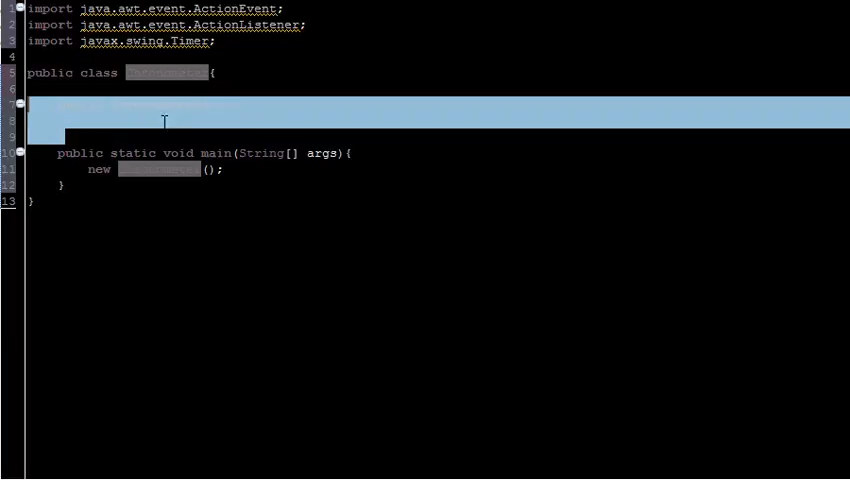 1 import java.awt.event.ActionEvent;
2 import java.awt.event.ActionListener;
3 import javax.swing.Timer;
4
5 public class {
6
7
8
9
10 public static void main(String[] args){
11 new ();
12 }
13 }